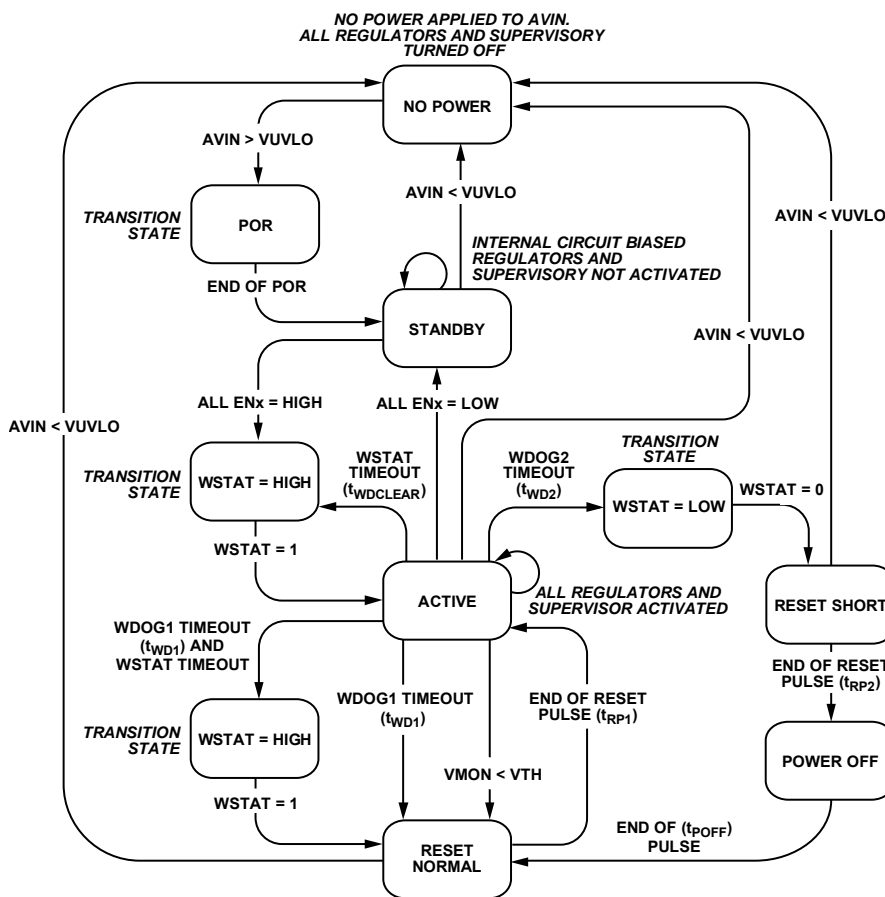 NO POWER APPLIED TO AVIN.
ALL REGULATORS AND SUPERVISORY
TURNED OFF
NO POWER
AVIN > VUVLO
AVIN < VUVLO
TRANSITION
STATE
POR
AVIN < VUVLO
INTERNAL CIRCUIT BIASED
REGULATORS AND
SUPERVISORY NOT ACTIVATED
END OF POR
STANDBY
AVIN < VUVLO
ALL ENx = HIGH
ALL ENx = LOW
AVIN < VUVLO
TRANSITION
STATE
WSTAT = HIGH
WSTAT
TIMEOUT
(tWDCLEAR)
WDOG2
TIMEOUT
(tWD2)
TRANSITION
STATE
WSTAT = LOW
WSTAT = 0
WSTAT = 1
ACTIVE
ALL REGULATORS AND
SUPERVISOR ACTIVATED
RESET SHORT
WDOG1 TIMEOUT
(tWD1) AND
WSTAT TIMEOUT
WDOG1 TIMEOUT
(tWD1)
END OF RESET
PULSE (tRP1)
END OF RESET
PULSE (tRP2)
TRANSITION
STATE
WSTAT = HIGH
VMON < VTH
POWER OFF
WSTAT = 1
RESET
NORMAL
END OF (tPOFF)
PULSE